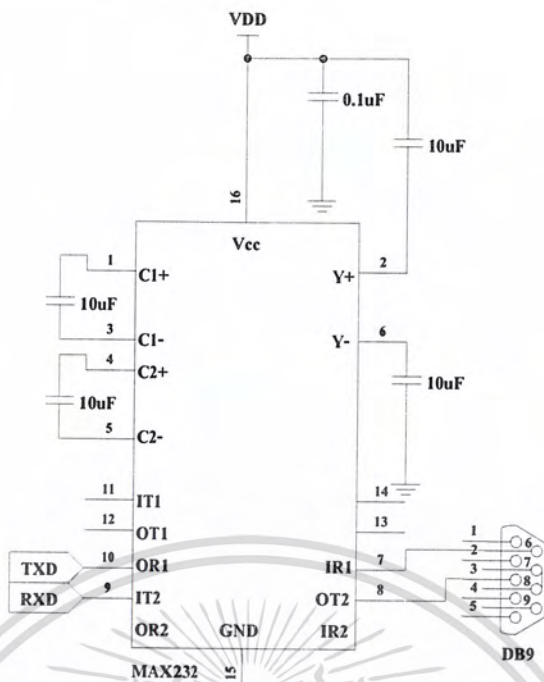 VDD
0.1uF
10uF
16
Vcc
1
C1+
Y+
2
10uF
3
C1-
Y-
6
4
C2+
10uF
10uF
5
C2-
11
IT1
14
12
OT1
13
TXD
10
OR1
IR1
7
RXD
9
IT2
OT2
8
OR2
GND
IR2
MAX232
15
1
6
2
7
3
8
4
9
5
DB9